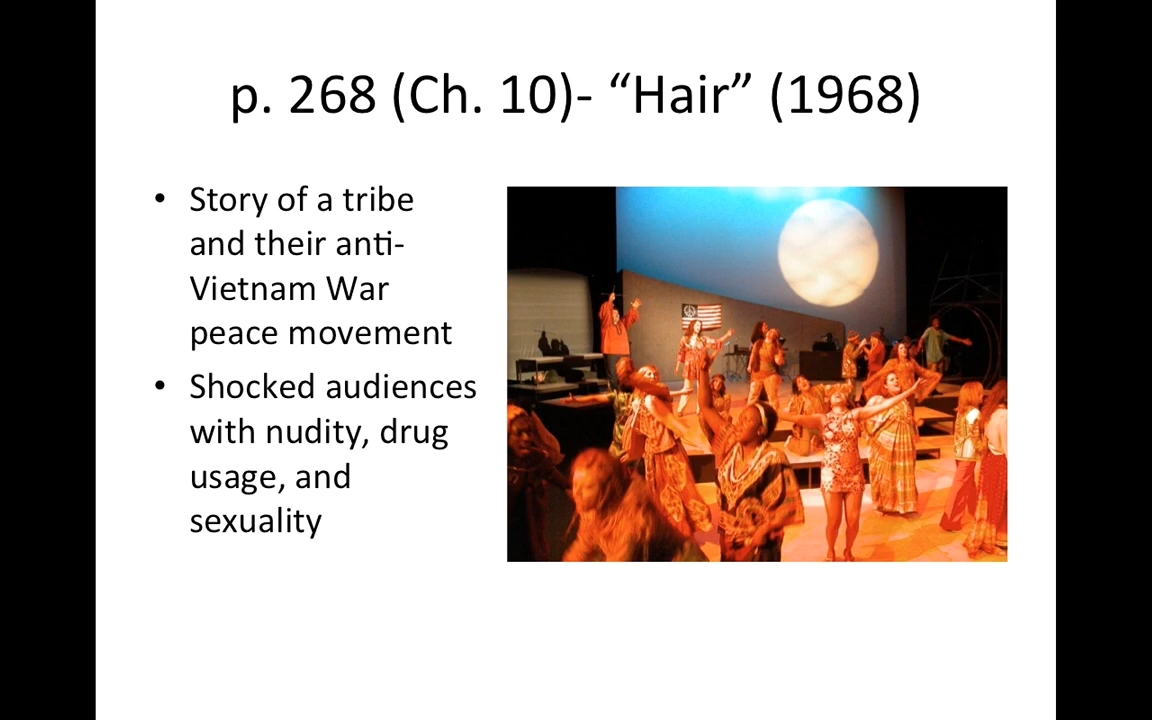 p. 268 (Ch. 10)- “Hair” (1968)
• Story of a tribe
and their anti-
Vietnam War
peace movement
• Shocked audiences
with nudity, drug
usage, and
sexuality